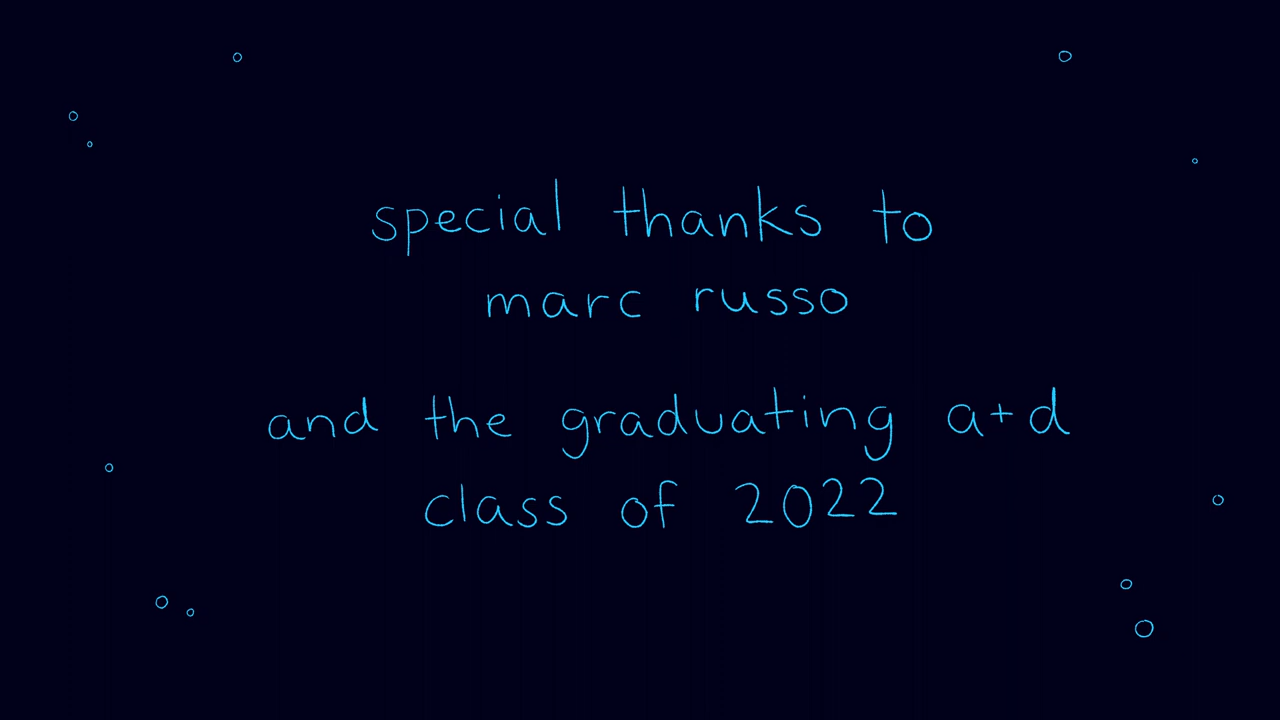 special thanks to
marc russo
and the graduating a+d
class of 2022